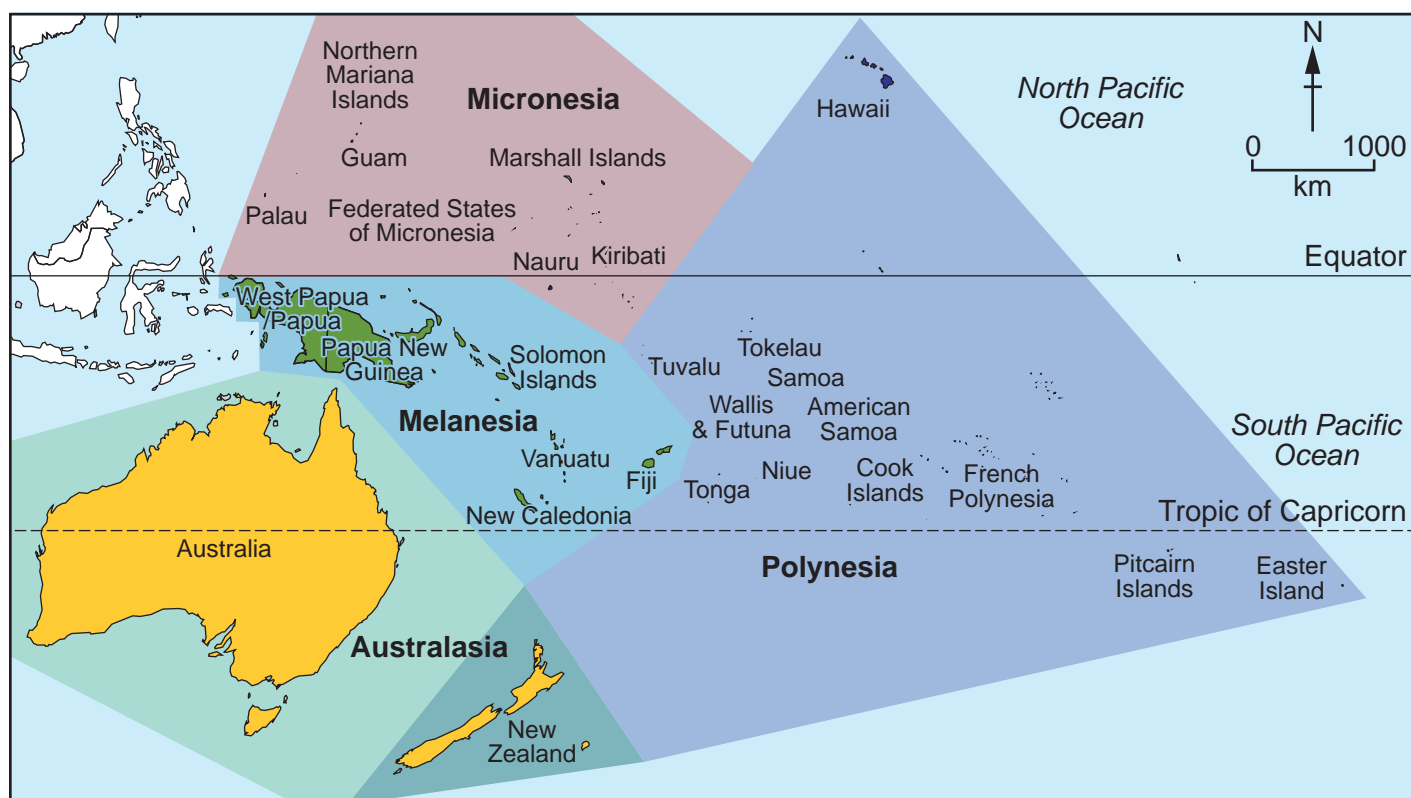 Northern
Mariana
Islands
Micronesia
Guam
Marshall Islands
Palau
Federated States
of Micronesia
Nauru
Kiribati
Hawaii
North Pacific
Ocean
N
0 1000
km
Equator
West Papua
/Papua
Papua New
Guinea
Solomon
Islands
Melanesia
Vanuatu
Fiji
New Caledonia
Tuvalu
Tokelau
Samoa
Wallis
& Futuna
American
Samoa
Tonga
Niue
Cook
Islands
French
Polynesia
South Pacific
Ocean
Tropic of Capricorn
Polynesia
Pitcairn
Islands
Easter
Island
Australia
Australasia
New
Zealand